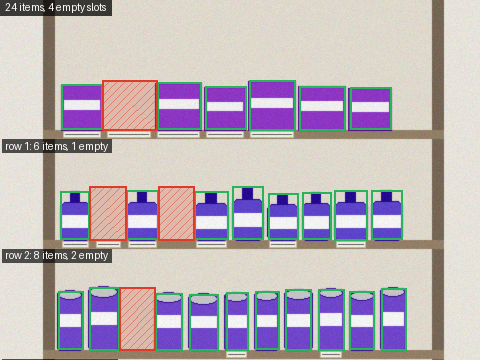 24 items, 4 empty slots
row 1: 6 items, 1 empty
row 2: 8 items, 2 empty